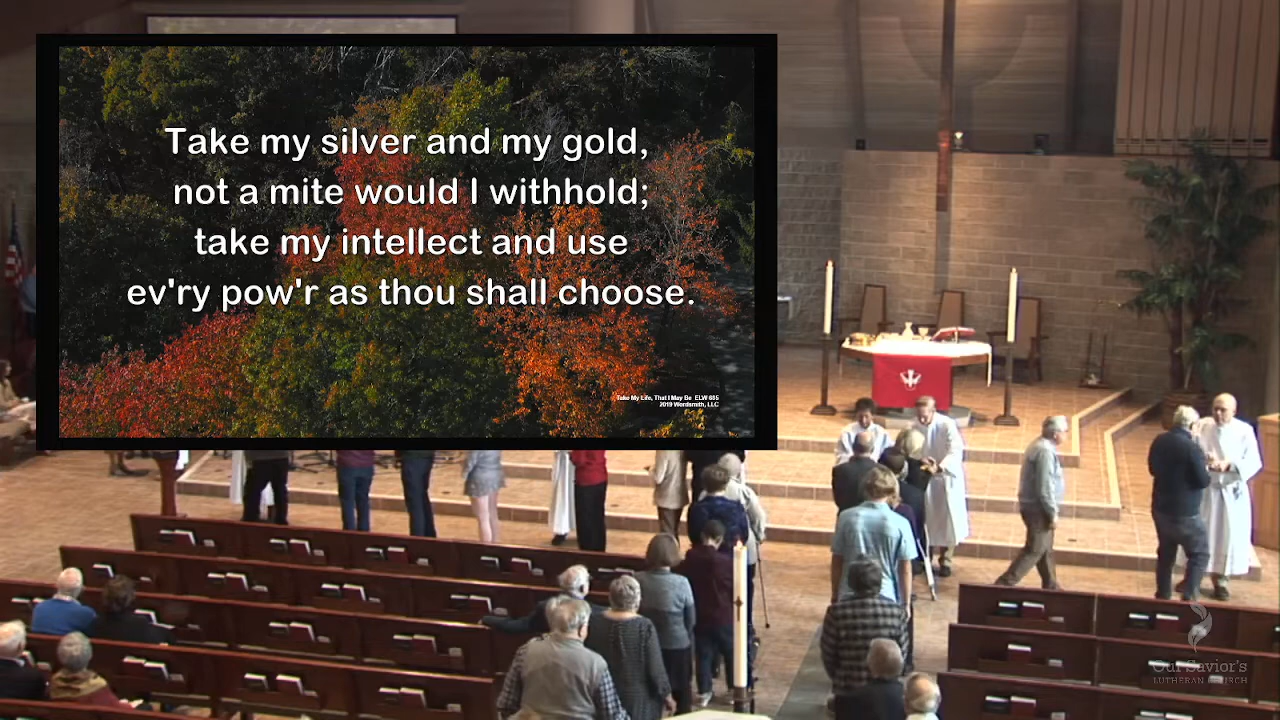 Take my silver and my gold,
not a mite would I withhold;
take my intellect and use
ev'ry pow'r as thou shall choose.
Take My Life, That I May Be ELW 685
2019 Wordsmith, LLC
Our Savior's
LUTHERAN CHURCH